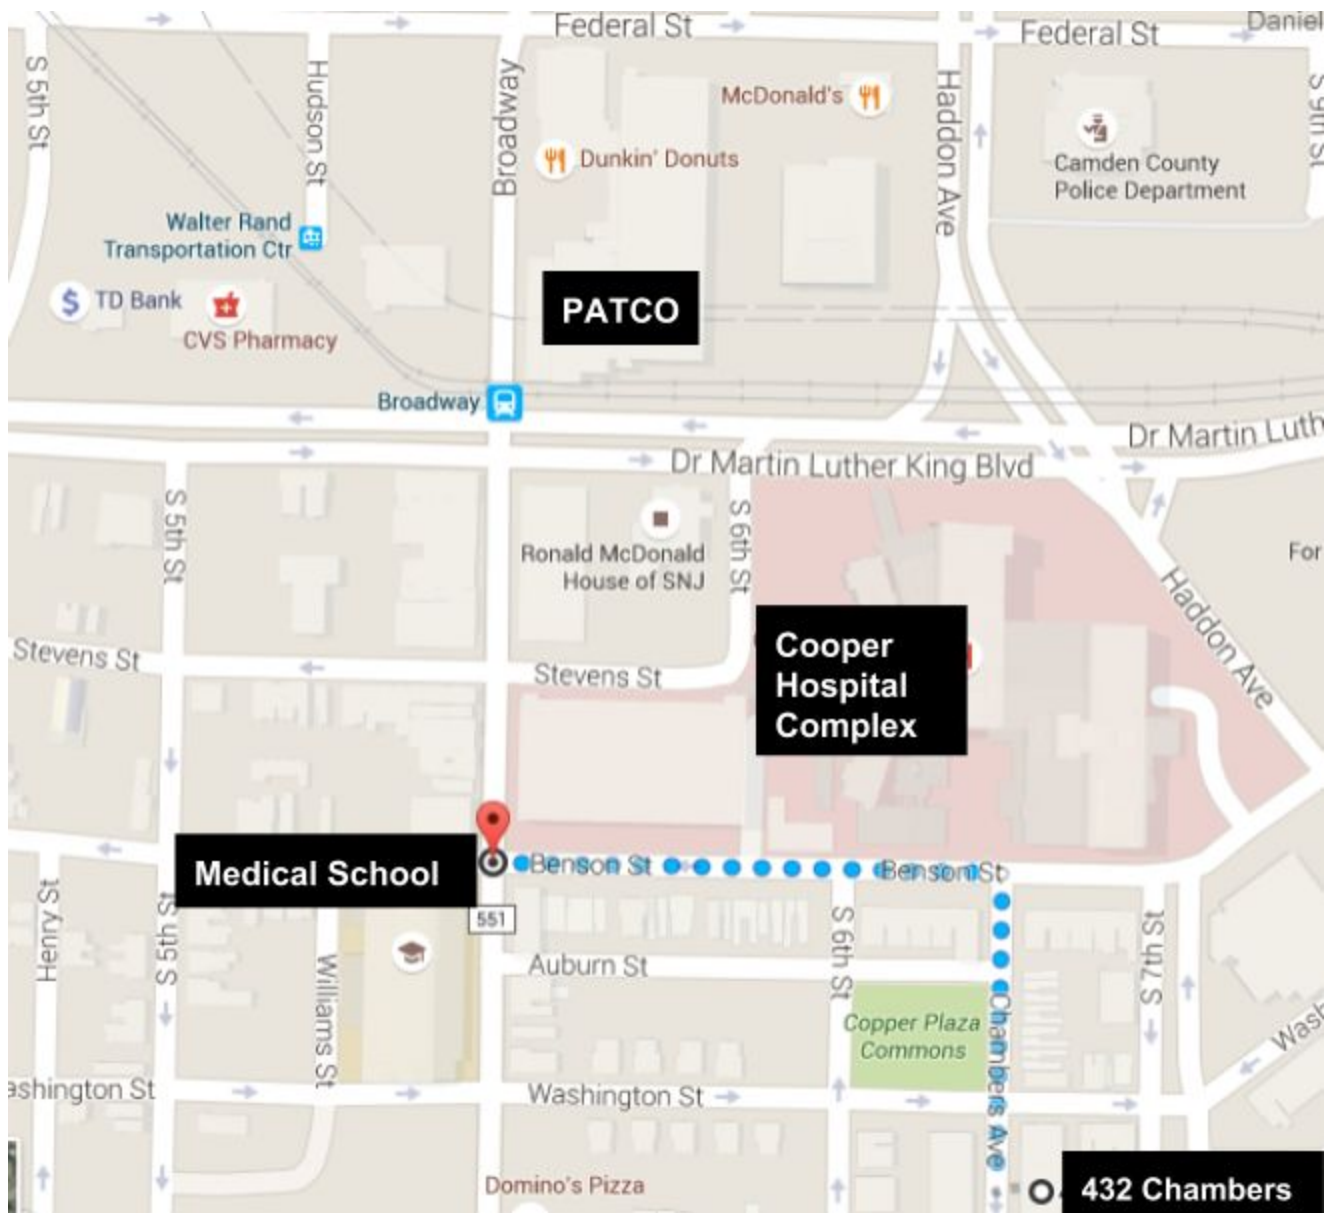 Federal St
Federal St
Daniel
S 5th St
Hudson St
Broadway
McDonald's
Haddon Ave
S 9th St
Dunkin' Donuts
Camden County
Police Department
Walter Rand
Transportation Ctr
$ TD Bank
CVS Pharmacy
PATCO
Broadway
Dr Martin Luth
Dr Martin Luther King Blvd
S 5th St
S 6th St
Ronald McDonald
House of SNJ
For
Haddon Ave
Stevens St
Stevens St
Cooper
Hospital
Complex
Medical School
Benson St
Benson St
551
Henry St
S 5th St
Williams St
Auburn St
S 6th St
Chambers Ave
S 7th St
Copper Plaza
Commons
Wash
ashington St
Washington St
Domino's Pizza
432 Chambers